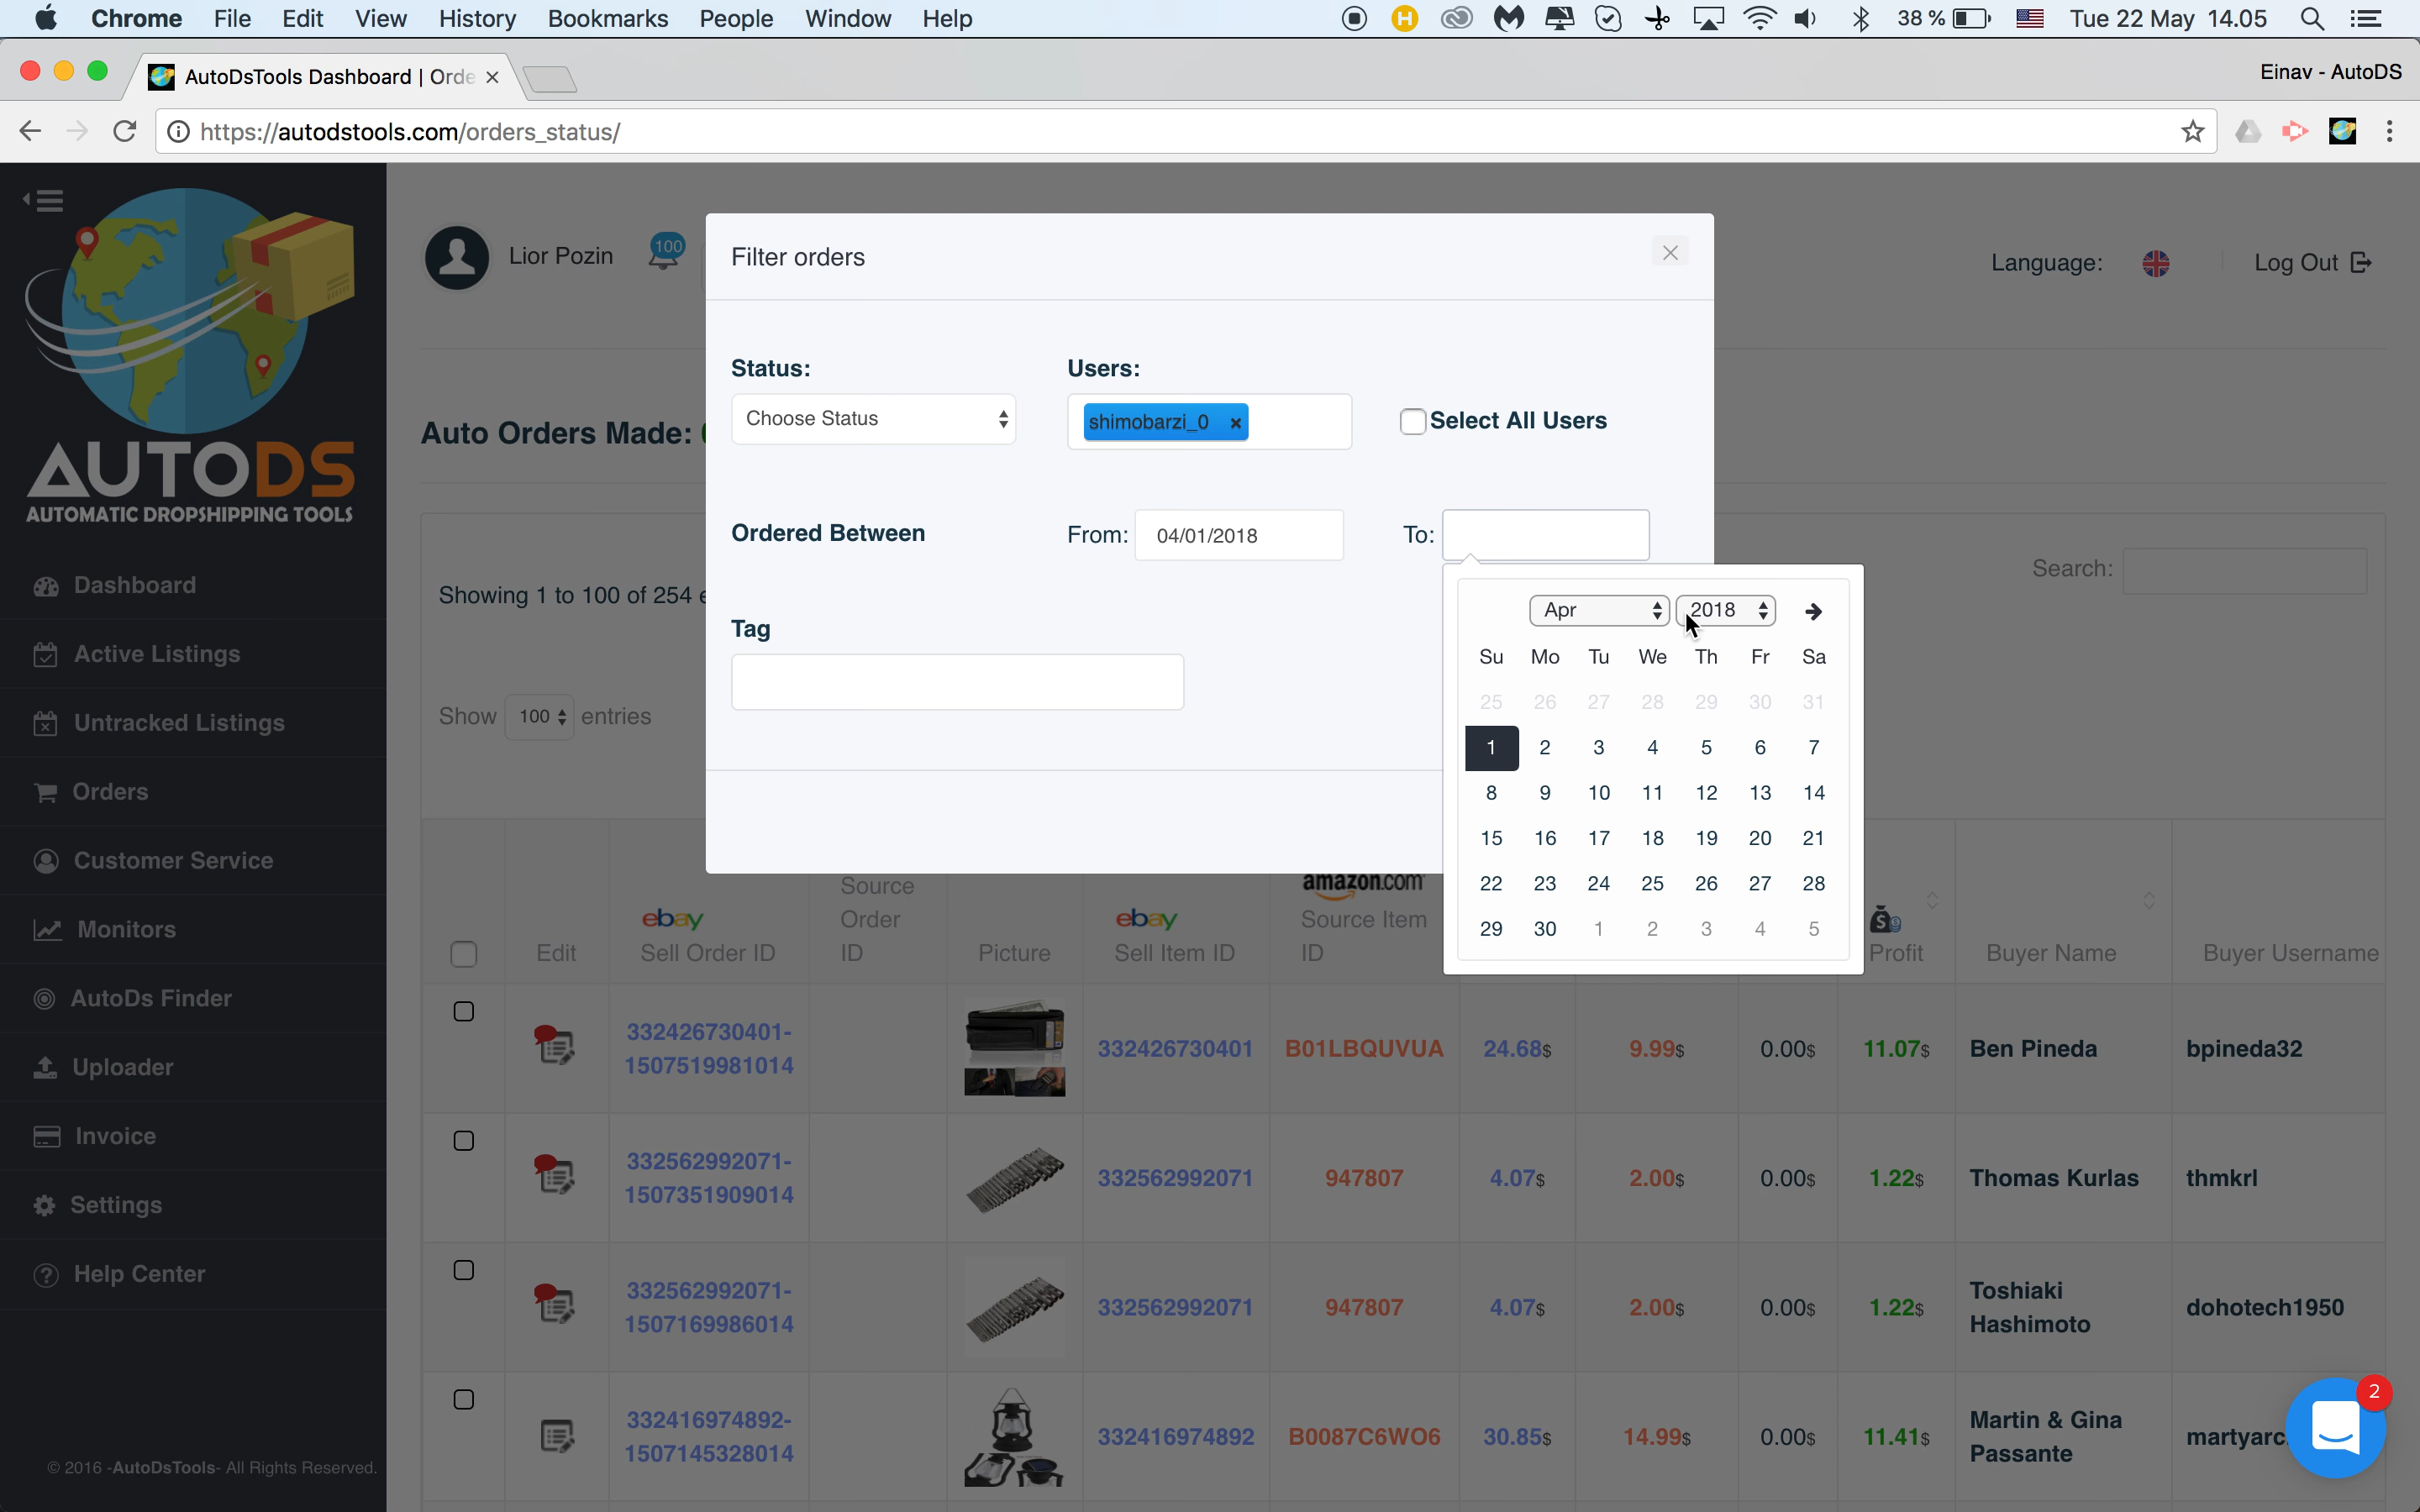 Chrome File Edit View History Bookmarks People Window Help 38 % Tue 22 May 14.05
AutoDsTools Dashboard | Orde
Einav - AutoDS
https://autodstools.com/orders_status/
AUTODS
AUTOMATIC DROPSHIPPING TOOLS
Dashboard
Active Listings
Untracked Listings
Orders
Customer Service
Monitors
AutoDs Finder
Uploader
Invoice
Settings
Help Center
© 2016 -AutoDsTools- All Rights Reserved.
Lior Pozin 100
Language: Log Out
Auto Orders Made:
Showing 1 to 100 of 254 e
Search:
Show 100 entries
Filter orders
Status: Users:
Choose Status shimobarzi_0 × Select All Users
Ordered Between From: 04/01/2018 To:
Tag
Apr 2018
Su Mo Tu We Th Fr Sa
25 26 27 28 29 30 31
1 2 3 4 5 6 7
8 9 10 11 12 13 14
15 16 17 18 19 20 21
22 23 24 25 26 27 28
29 30 1 2 3 4 5
Edit
ebay
Sell Order ID
Source
Order
ID
Picture
ebay
Sell Item ID
amazon.com
Source Item
ID
Profit
Buyer Name
Buyer Username
332426730401-
1507519981014
332426730401 B01LBQUVUA 24.68$ 9.99$ 0.00$ 11.07$ Ben Pineda bpineda32
332562992071-
1507351909014
332562992071 947807 4.07$ 2.00$ 0.00$ 1.22$ Thomas Kurlas thmkrl
332562992071-
1507169986014
332562992071 947807 4.07$ 2.00$ 0.00$ 1.22$
Toshiaki
Hashimoto
dohotech1950
332416974892-
1507145328014
332416974892 B0087C6WO6 30.85$ 14.99$ 0.00$ 11.41$
Martin & Gina
Passante
martyarc
2